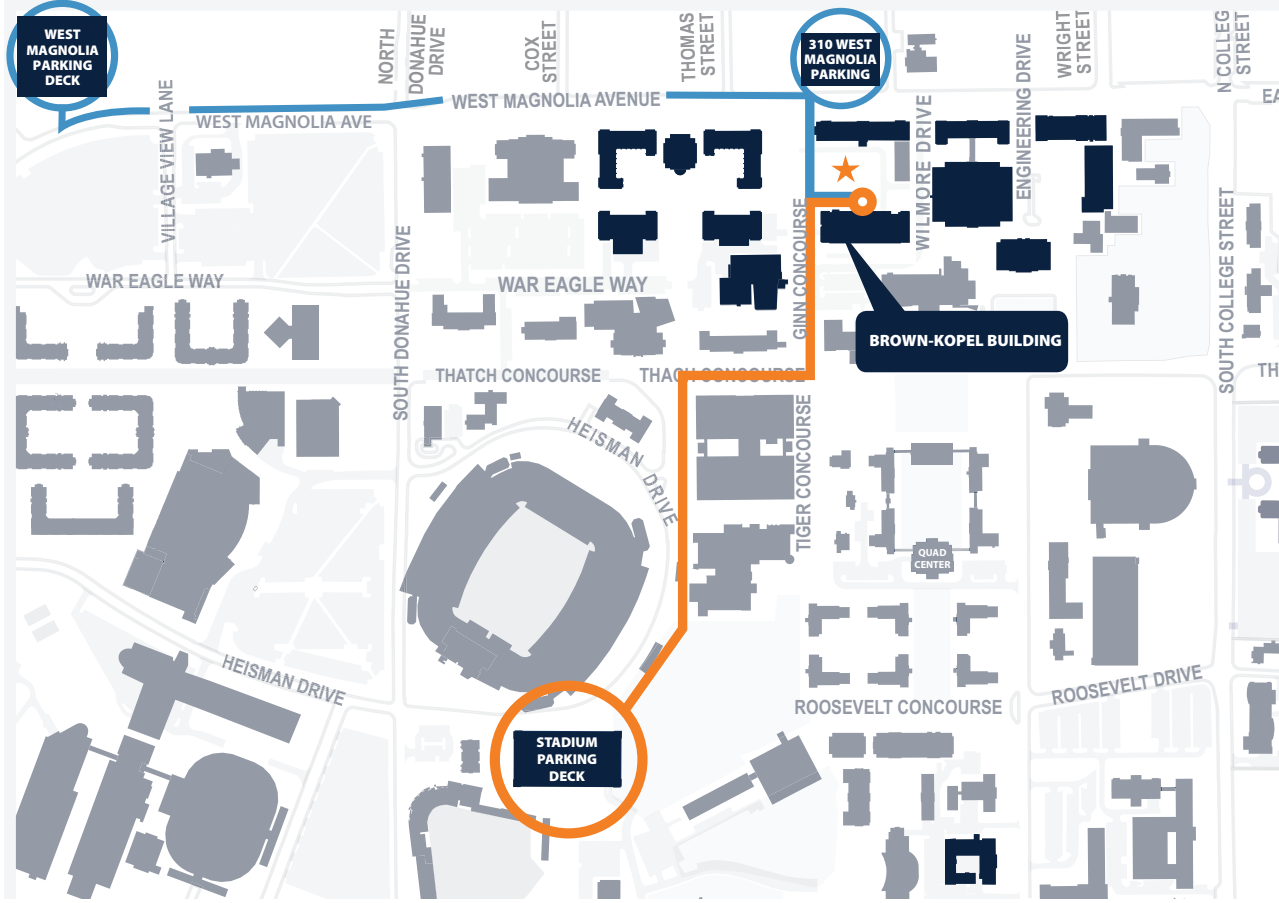 WEST
MAGNOLIA
PARKING
DECK
NORTH
DONAHUE
DRIVE
COX
STREET
THOMAS
STREET
310 WEST
MAGNOLIA
PARKING
ENGINEERING DRIVE
WRIGHT
STREET
N COLLEG
STREET
EA
WEST MAGNOLIA AVENUE
WEST MAGNOLIA AVE
VILLAGE VIEW LANE
WILMORE DRIVE
GINN CONCOURSE
SOUTH COLLEGE STREET
SOUTH DONAHUE DRIVE
WAR EAGLE WAY
WAR EAGLE WAY
BROWN-KOPEL BUILDING
THATCH CONCOURSE
THACH CONCOURSE
TH
HEISMAN DRIVE
TIGER CONCOURSE
QUAD
CENTER
HEISMAN DRIVE
ROOSEVELT DRIVE
ROOSEVELT CONCOURSE
STADIUM
PARKING
DECK